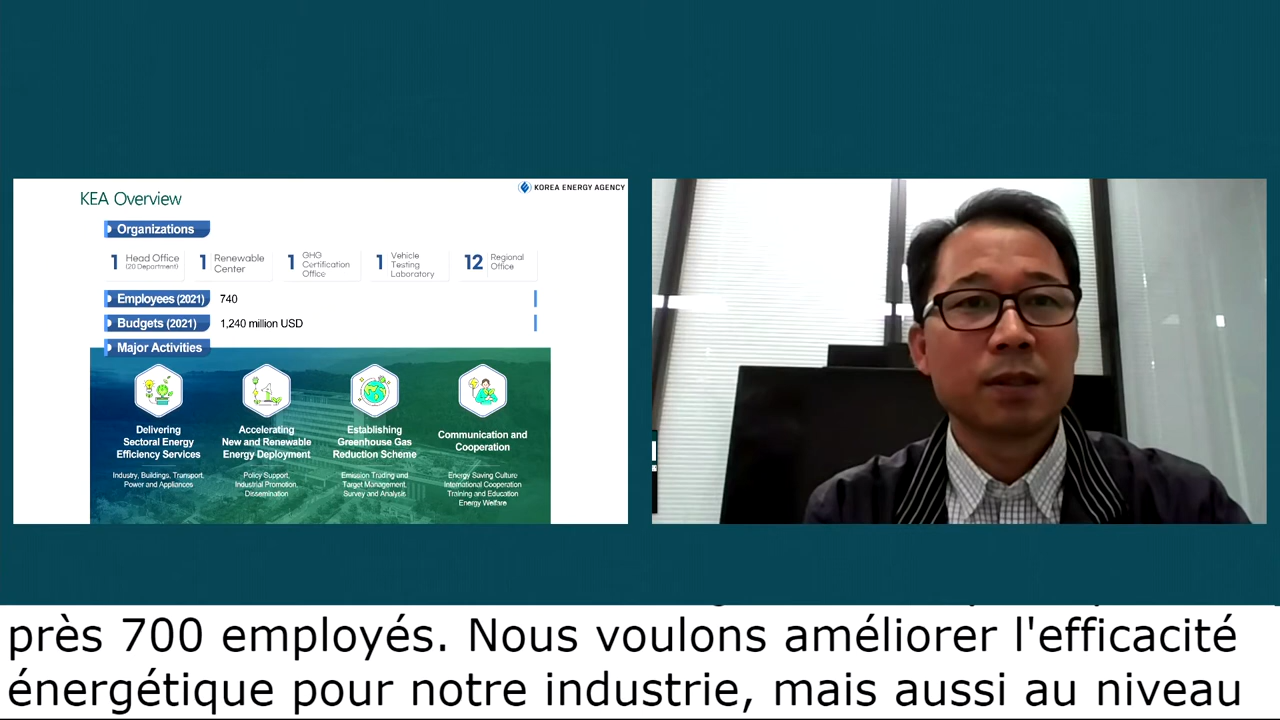 KOREA ENERGY AGENCY
KEA Overview
Organizations
1 Head Office (20 Department)
1 Renewable Center
1 GHG Certification Office
1 Vehicle Testing Laboratory
12 Regional Office
Employees (2021) 740
Budgets (2021) 1,240 million USD
Major Activities
Delivering
Sectoral Energy
Efficiency Services
Industry, Buildings, Transport,
Power and Appliances
Accelerating
New and Renewable
Energy Deployment
Policy Support,
Industrial Promotion,
Dissemination
Establishing
Greenhouse Gas
Reduction Scheme
Emission Trading and
Target Management,
Survey and Analysis
Communication and
Cooperation
Energy Saving Culture
International Cooperation
Training and Education
Energy Welfare
près 700 employés. Nous voulons améliorer l'efficacité
énergétique pour notre industrie, mais aussi au niveau